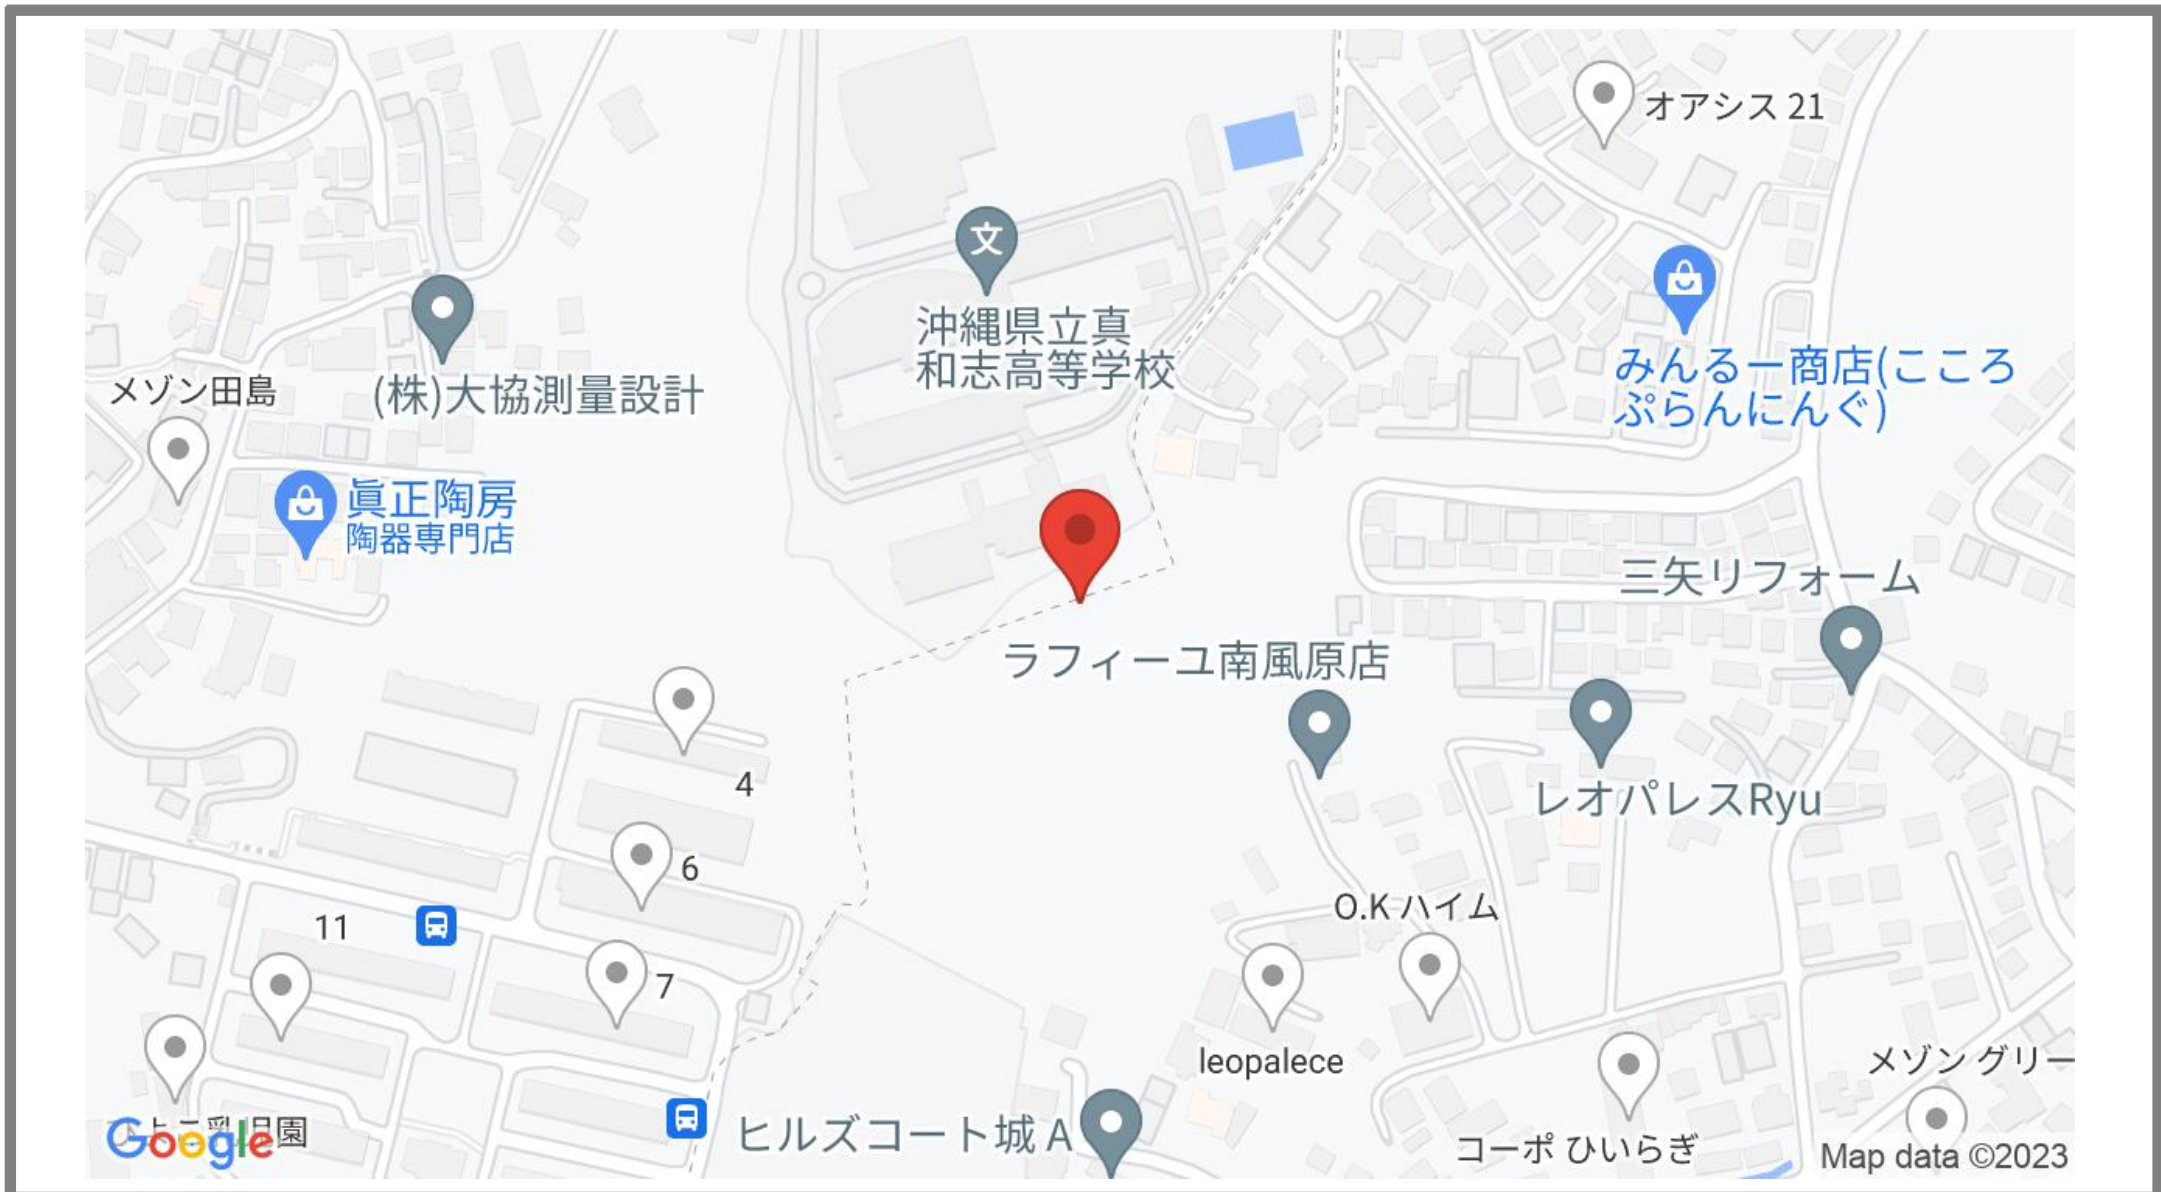 オアシス 21
文
沖縄県立真
和志高等学校
みんるー商店(こころ
ぷらんにんぐ)
メゾン田島
(株)大協測量設計
眞正陶房
陶器専門店
三矢リフォーム
ラフィーユ南風原店
4
レオパレスRyu
6
O.K ハイム
11
7
leopalece
メゾン グリー
ヒルズコート城 A
コーポ ひいらぎ
Google
園
Map data ©2023